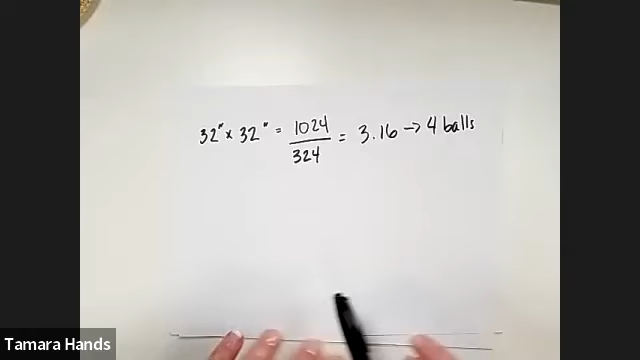 32" x 32" = 1024/324 = 3.16 → 4 balls
Tamara Hands